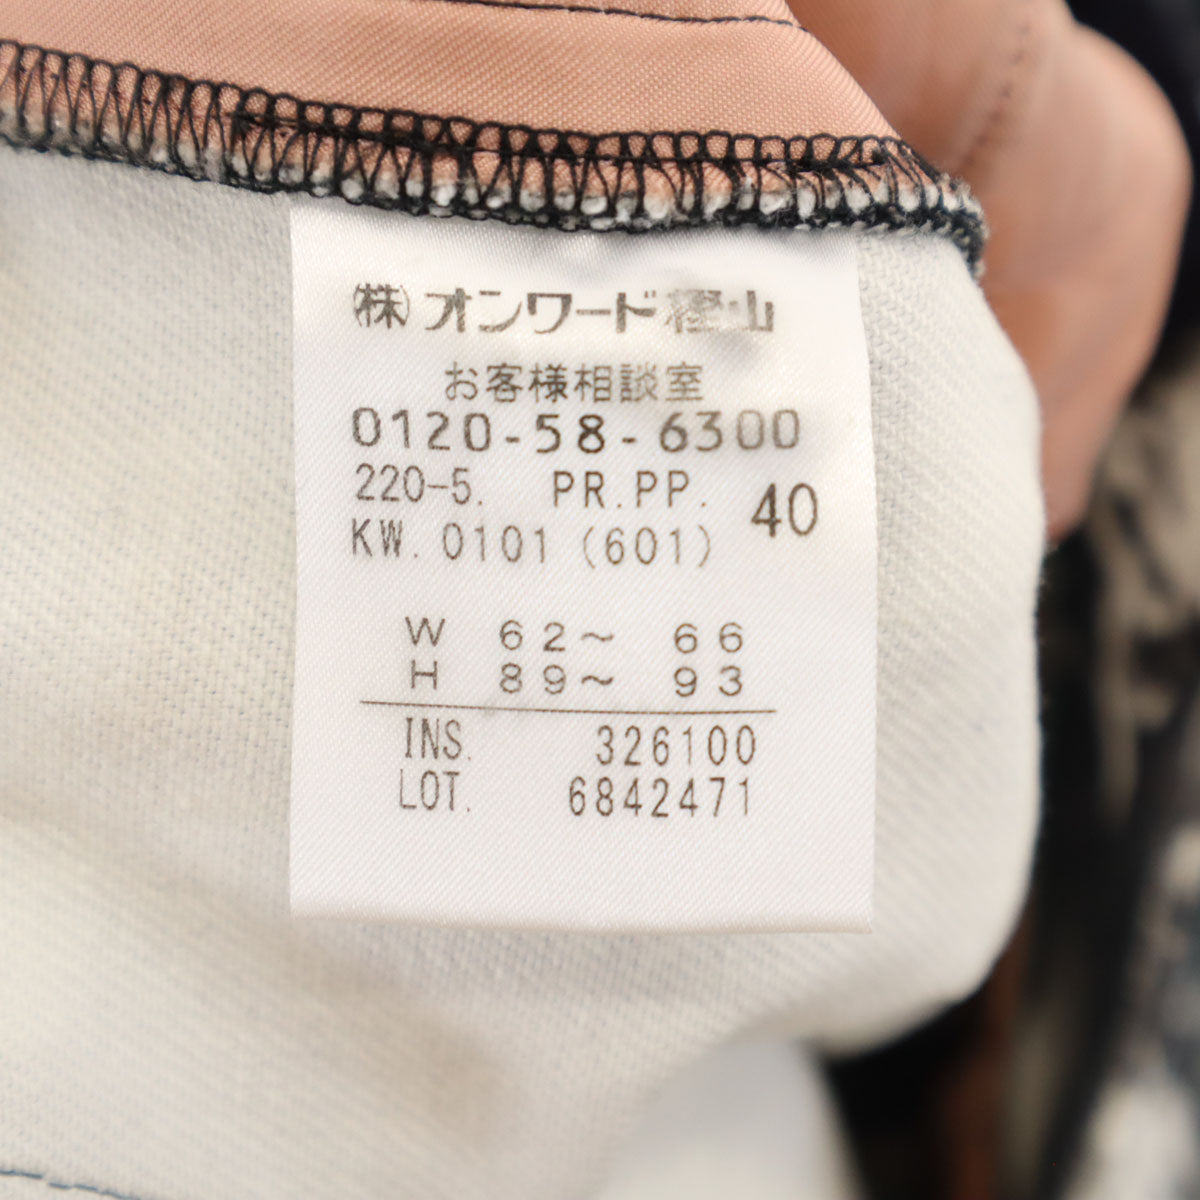 (株)オンワード樫山
お客様相談室
0120-58-6300
220-5. PR.PP. 40
KW. 0101 (601)
W 62~ 66
H 89~ 93
INS. 326100
LOT. 6842471